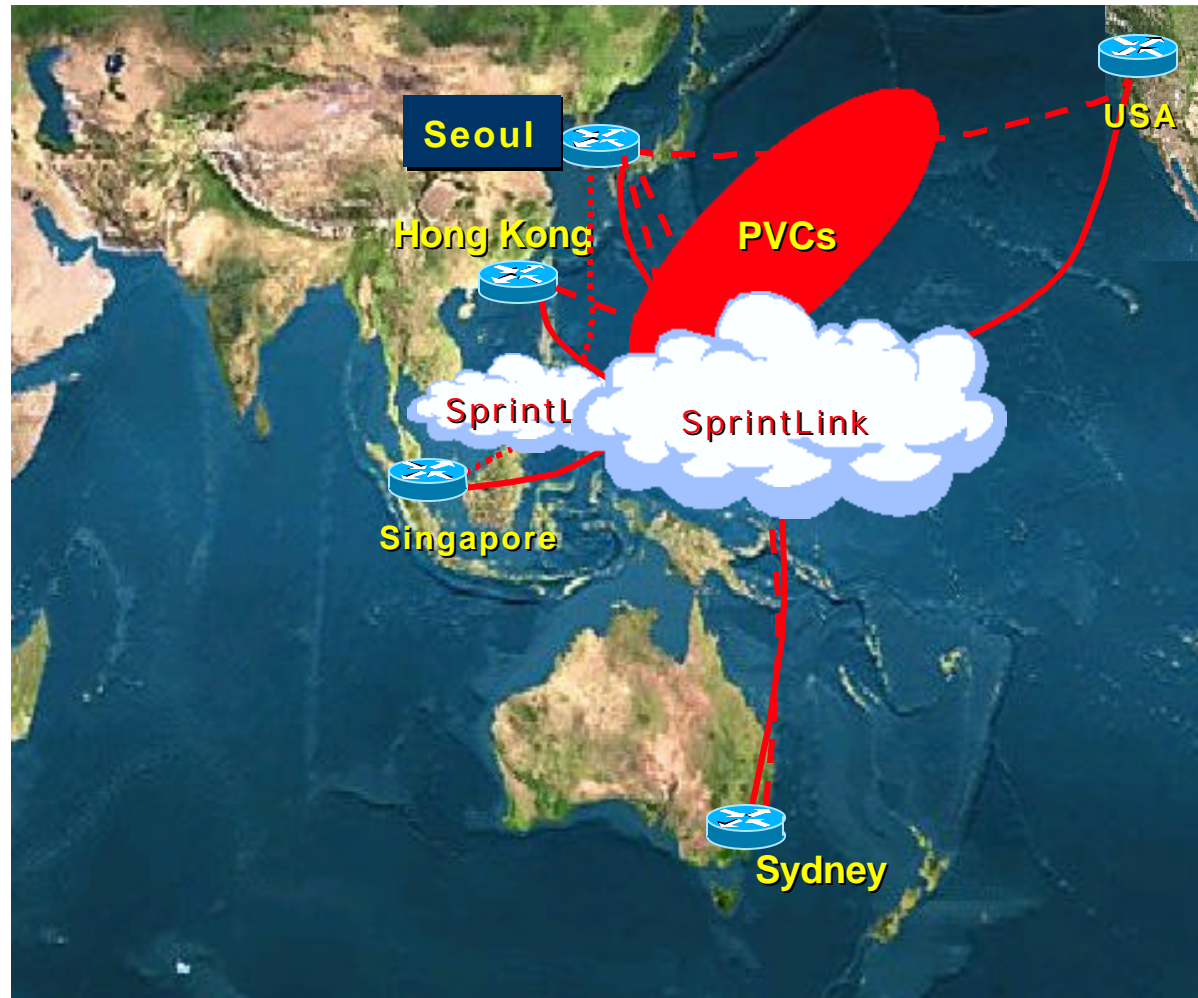 USA
Seoul
Hong Kong
PVCs
SprintL
SprintLink
Singapore
Sydney